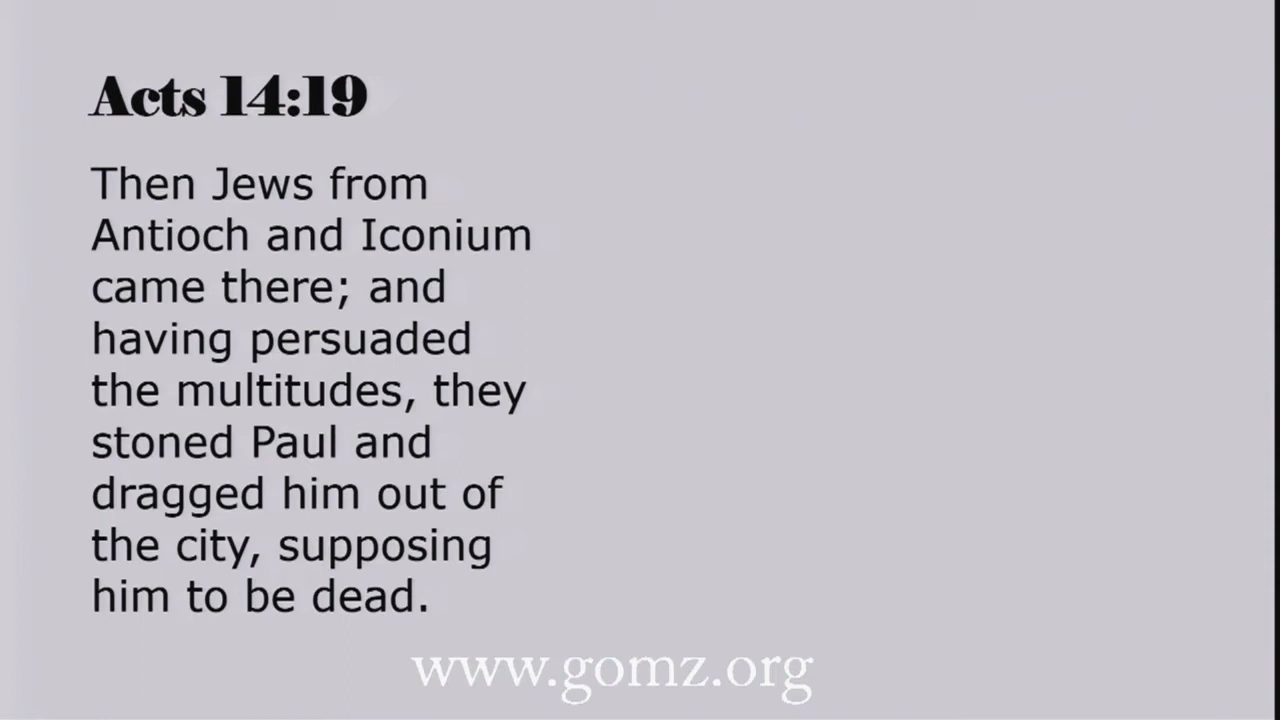 Acts 14:19
Then Jews from
Antioch and Iconium
came there; and
having persuaded
the multitudes, they
stoned Paul and
dragged him out of
the city, supposing
him to be dead.
www.gomz.org